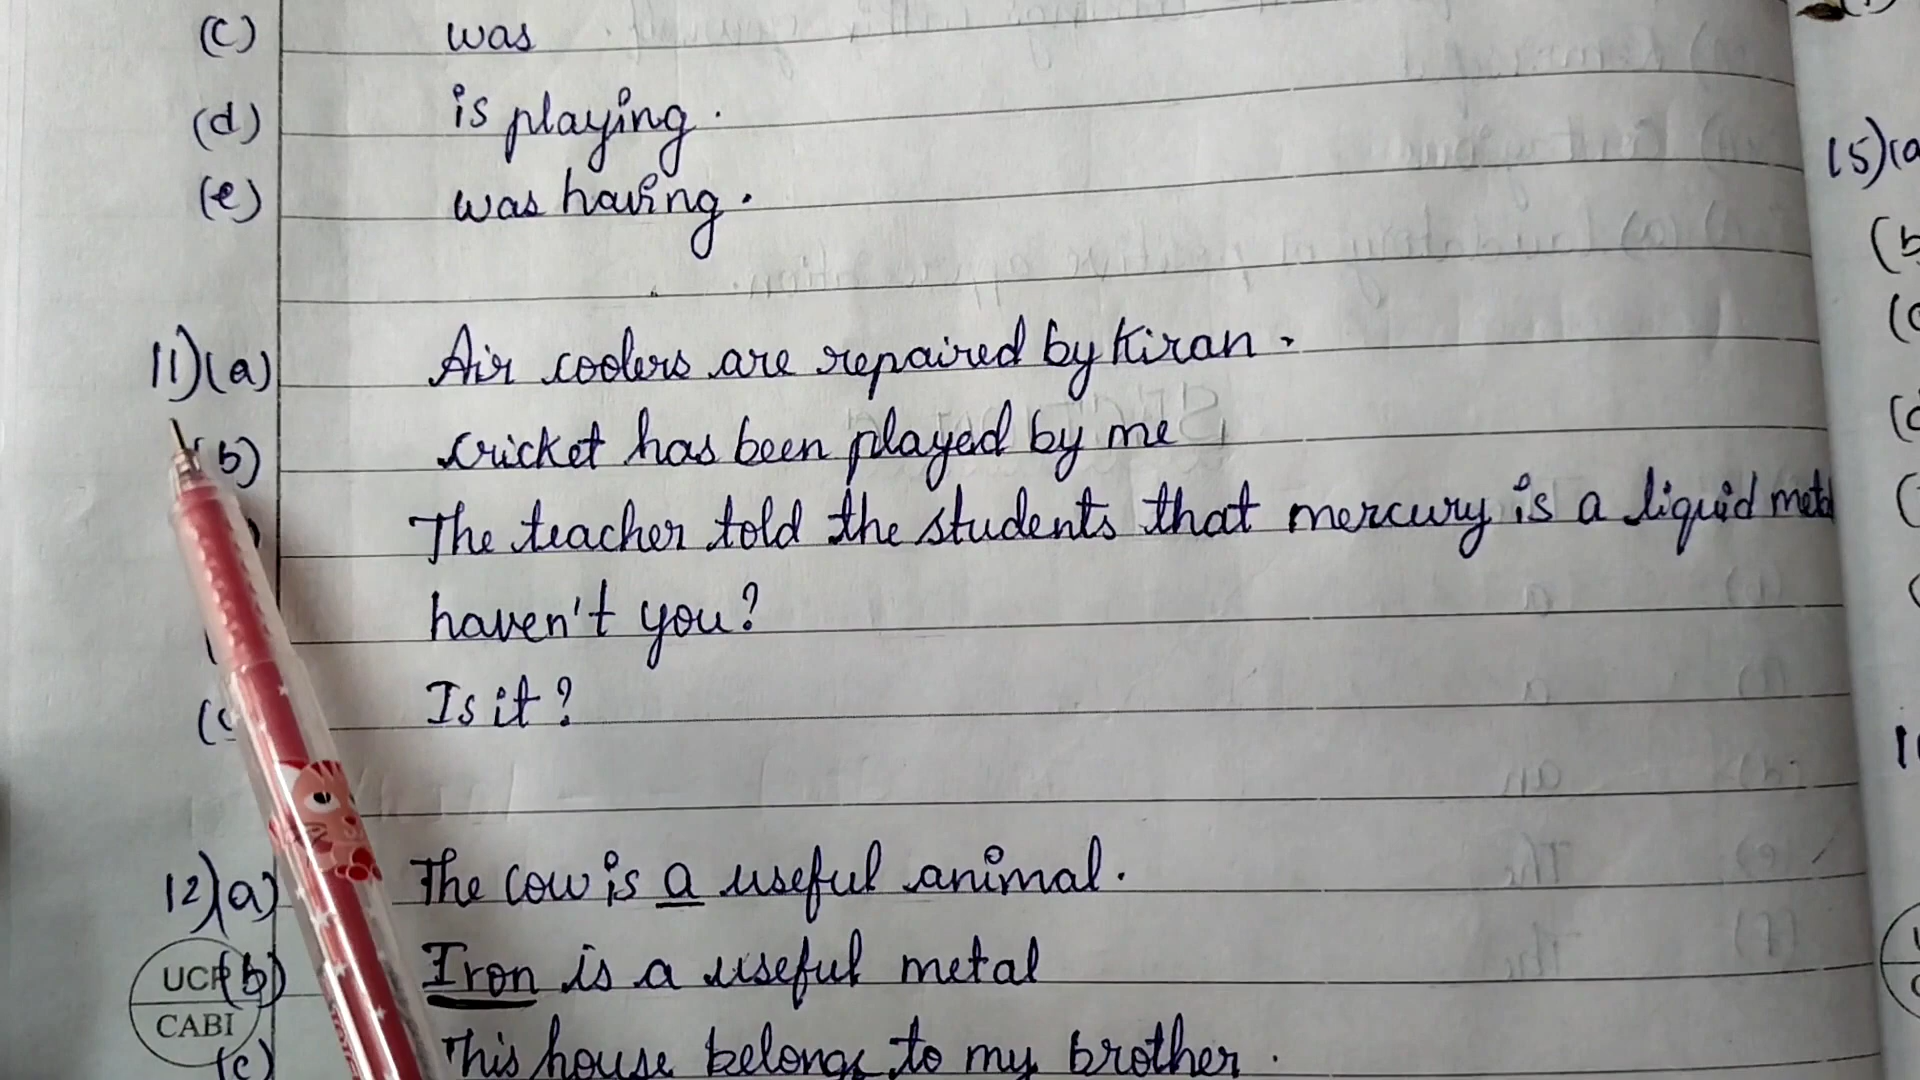 (c) was
(d) is playing.
(e) was having.
11)(a) Air coolers are repaired by Kiran.
(b) cricket has been played by me
The teacher told the students that mercury is a liquid
haven't you?
Is it?
12)(a) The cow is a useful animal.
(b) Iron is a useful metal
(c) This house belongs to my brother.
15)(a
(b
CABI